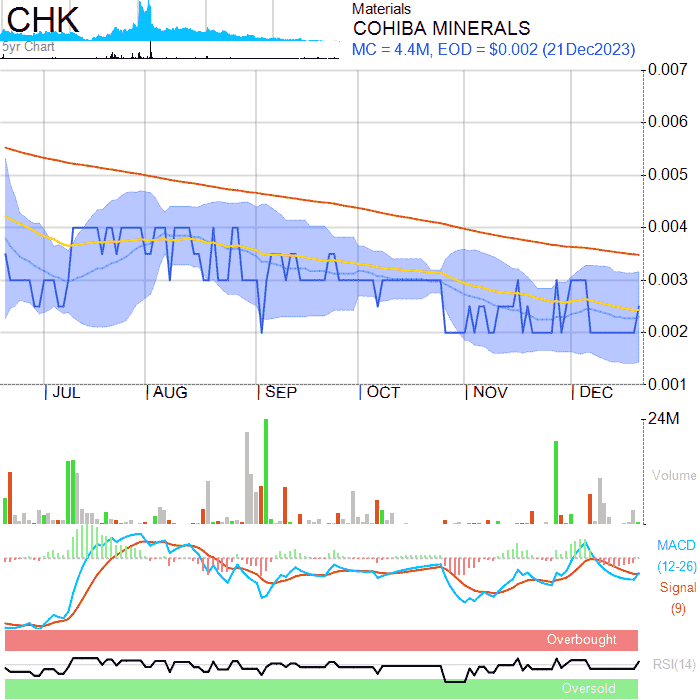 CHK
5yr Chart
Materials
COHIBA MINERALS
MC = 4.4M, EOD = $0.002 (21Dec2023)
0.007
0.006
0.005
0.004
0.003
0.002
0.001
JUL AUG SEP OCT NOV DEC
24M
Volume
MACD
(12-26)
Signal
(9)
Overbought
RSI(14)
Oversold